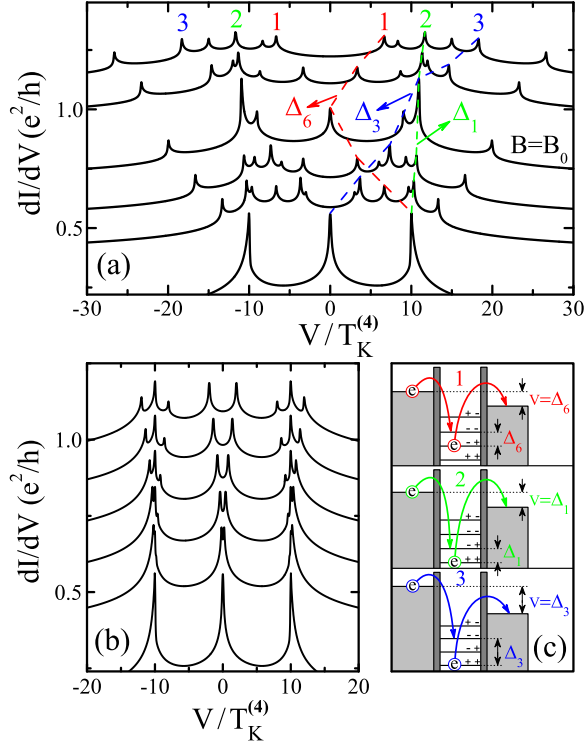 3 2 1 1 2 3
1.0
0.5
dI/dV (e²/h)
Δ₆ Δ₃ Δ₁
B=B₀
(a)
-30 -20 -10 0 10 20 30
V/T_K^(4)
1.0
0.5
dI/dV (e²/h)
(b)
-20 -10 0 10 20
V/T_K^(4)
1
e
V=Δ₆
+ -
- +
- -
Δ₆
e
+ +
2
e
V=Δ₁
+ -
- +
- -
Δ₁
e
+ +
3
e
V=Δ₃
+ +
- +
- -
Δ₃
e
+ +
(c)